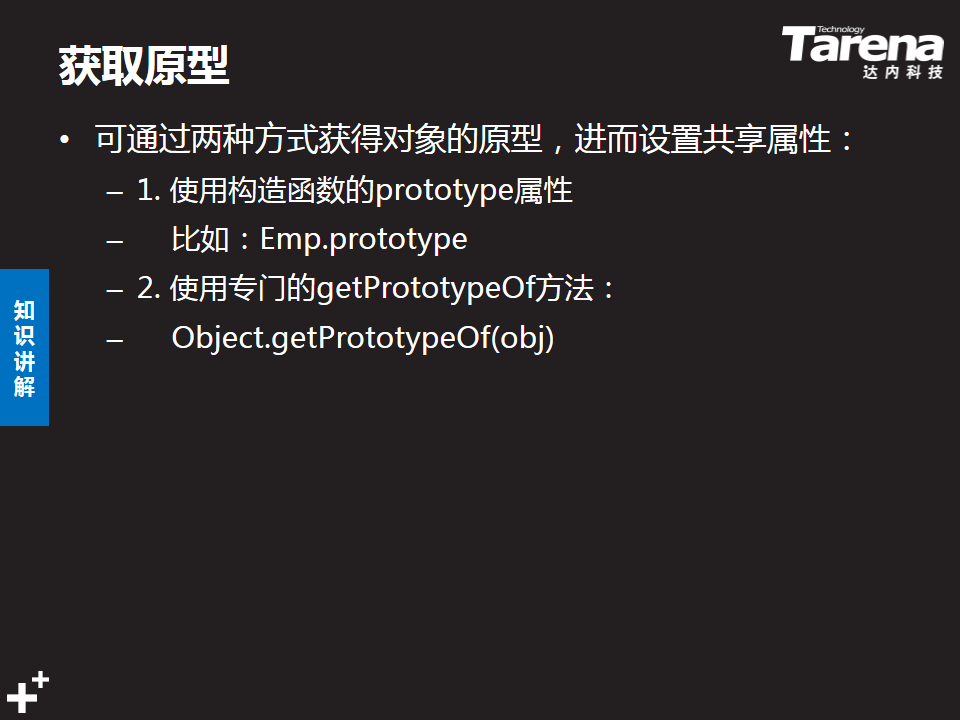 获取原型
Technology
Tarena
达内科技
• 可通过两种方式获得对象的原型，进而设置共享属性：
– 1. 使用构造函数的prototype属性
– 比如：Emp.prototype
– 2. 使用专门的getPrototypeOf方法：
– Object.getPrototypeOf(obj)
知识讲解